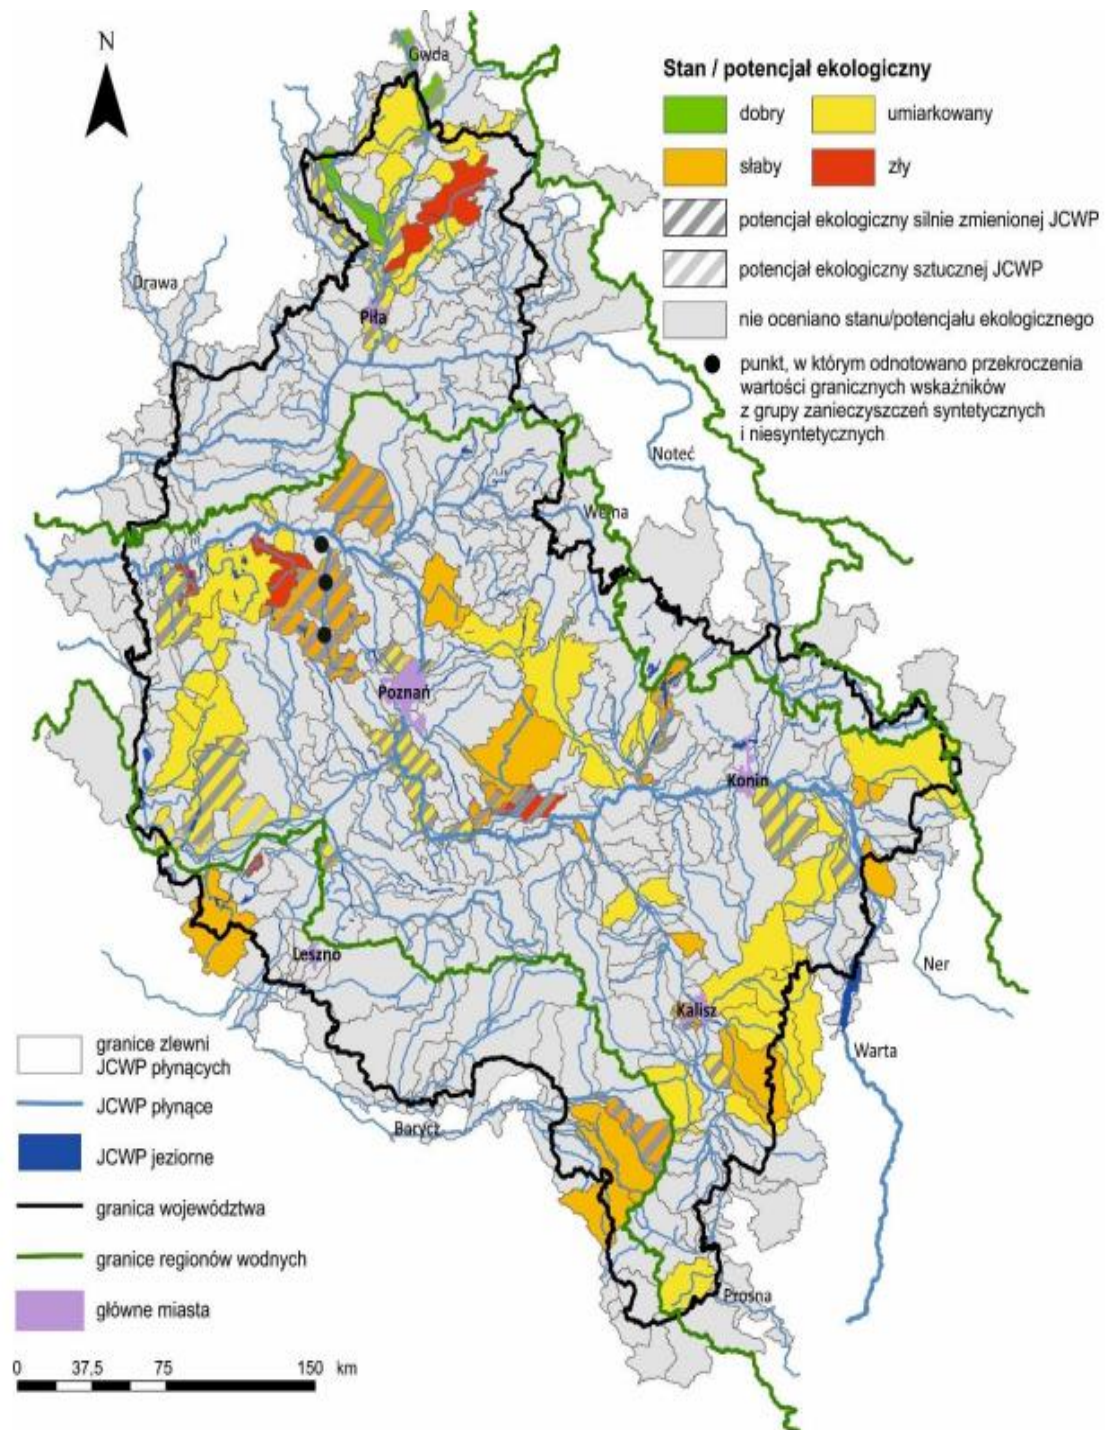 N
Gwda
Stan / potencjał ekologiczny
dobry
umiarkowany
słaby
zły
potencjał ekologiczny silnie zmienionej JCWP
potencjał ekologiczny sztucznej JCWP
nie oceniano stanu/potencjału ekologicznego
punkt, w którym odnotowano przekroczenia
wartości granicznych wskaźników
z grupy zanieczyszczeń syntetycznych
i niesyntetycznych
Drawa
Piła
Noteć
Wełna
Poznań
Konin
Leszno
Ner
Kalisz
Warta
Barycz
Prosna
granice zlewni
JCWP płynących
JCWP płynące
JCWP jeziorne
granica województwa
granice regionów wodnych
główne miasta
0 37,5 75 150 km